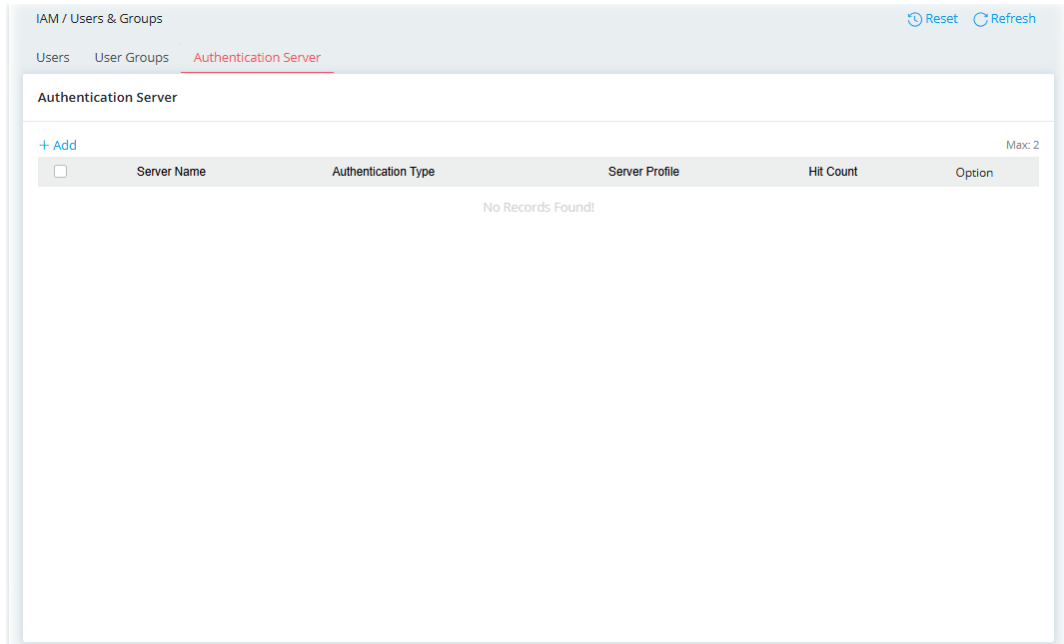 IAM / Users & Groups Reset Refresh
Users User Groups Authentication Server
Authentication Server
+ Add Max: 2
Server Name Authentication Type Server Profile Hit Count Option
No Records Found!